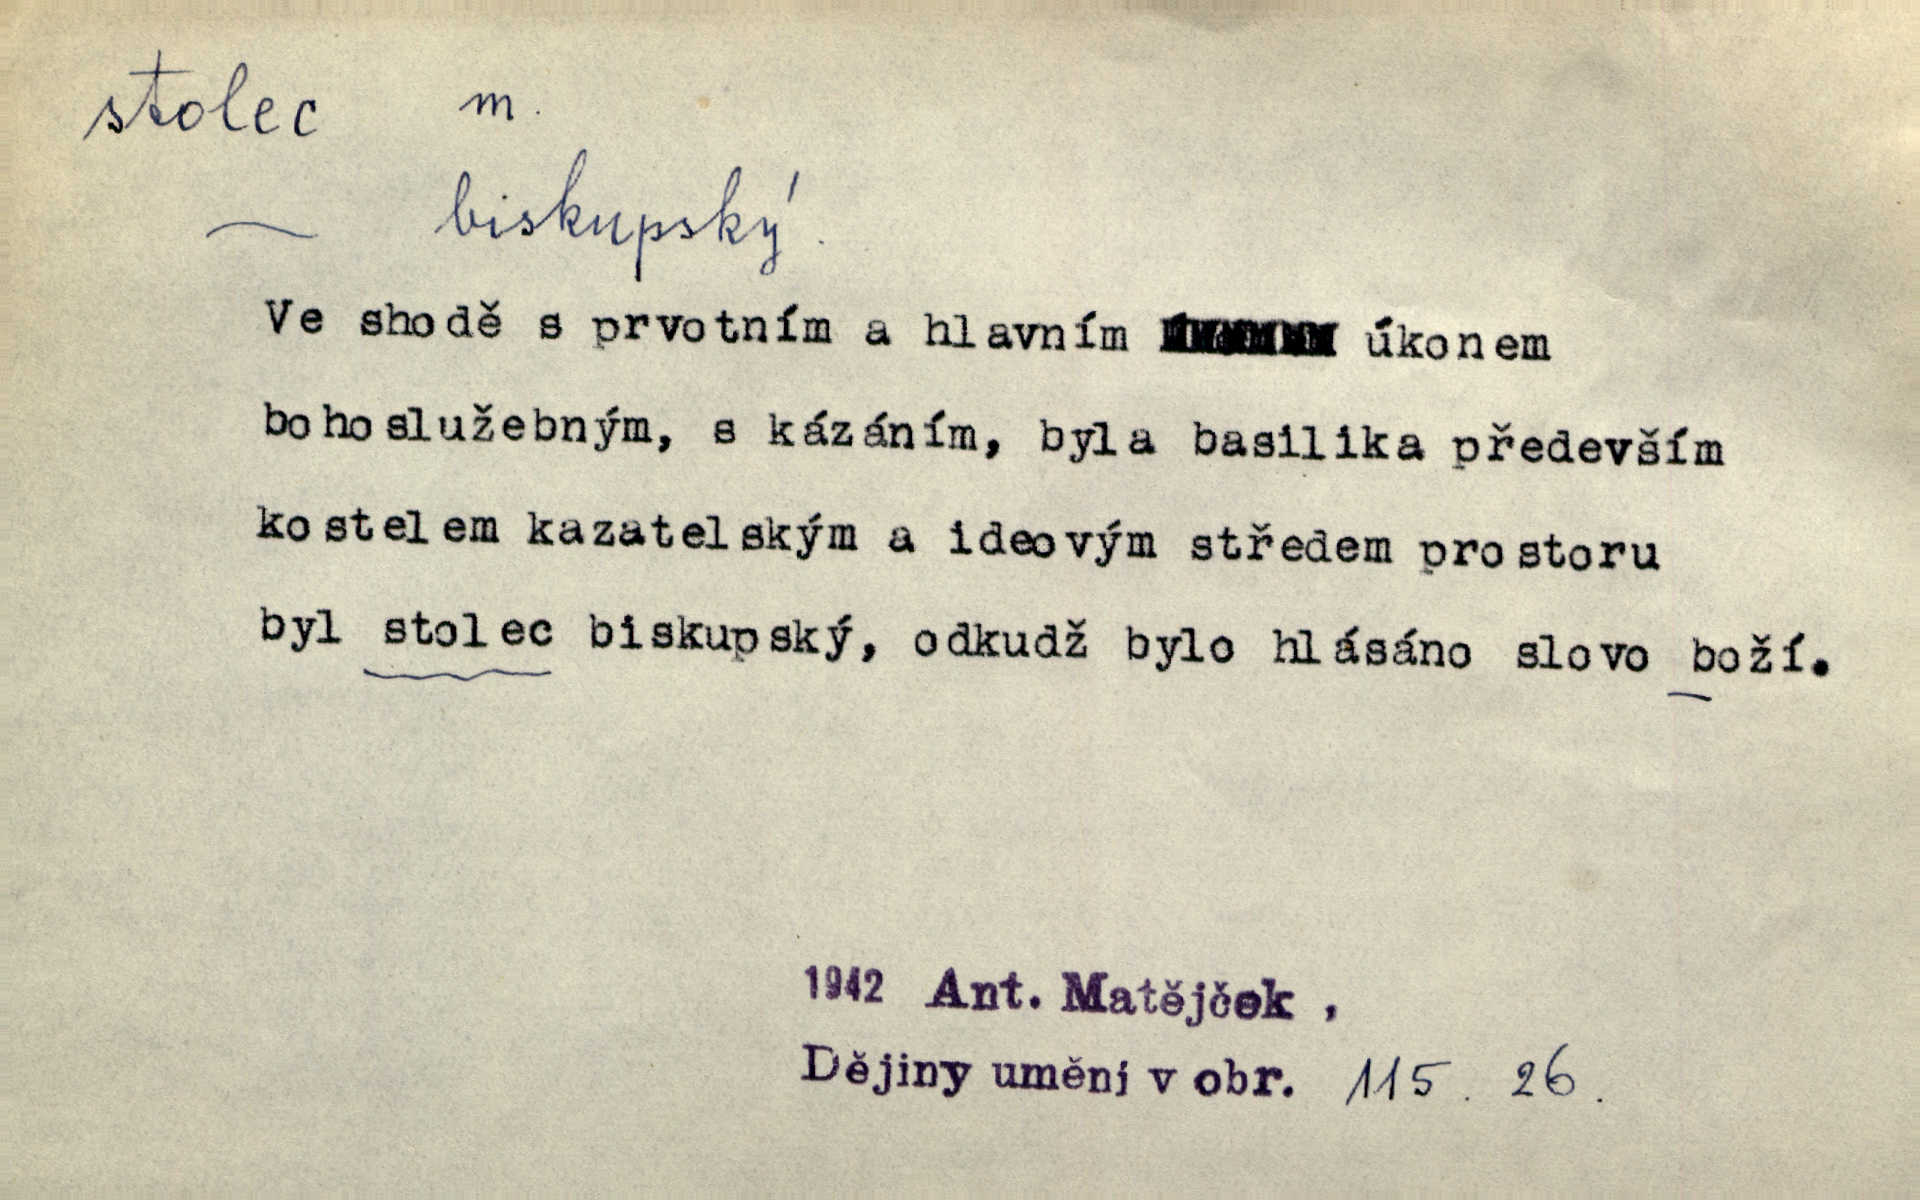 stolec m.
biskupský.
Ve shodě s prvotním a hlavním úkonem
bohoslužebným, s kázáním, byla basilika především
kostelem kazatelským a ideovým středem prostoru
byl stolec biskupský, odkudž bylo hlásáno slovo boží.
1942 Ant. Matějček,
Dějiny umění v obr. 115. 26.